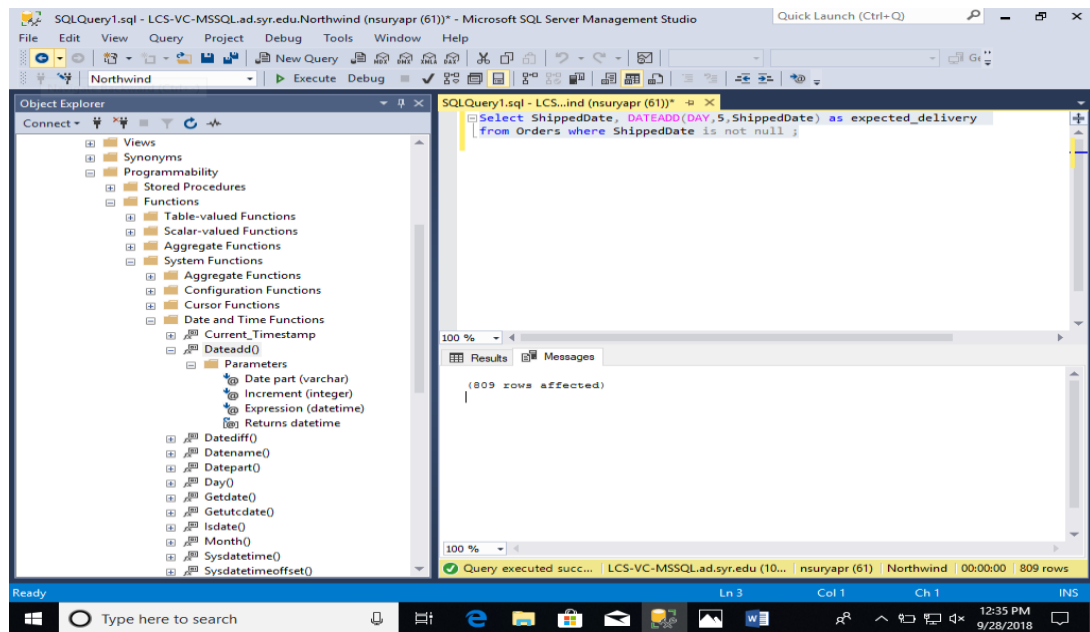 SQLQuery1.sql - LCS-VC-MSSQL.ad.syr.edu.Northwind (nsuryapr (61))* - Microsoft SQL Server Management Studio
Quick Launch (Ctrl+Q)
File Edit View Query Project Debug Tools Window Help
New Query
Northwind Execute Debug
Object Explorer
Connect
Views
Synonyms
Programmability
Stored Procedures
Functions
Table-valued Functions
Scalar-valued Functions
Aggregate Functions
System Functions
Aggregate Functions
Configuration Functions
Cursor Functions
Date and Time Functions
Current_Timestamp
Dateadd()
Parameters
Date part (varchar)
Increment (integer)
Expression (datetime)
Returns datetime
Datediff()
Datename()
Datepart()
Day()
Getdate()
Getutcdate()
Isdate()
Month()
Sysdatetime()
Sysdatetimeoffset()
SQLQuery1.sql - LCS...ind (nsuryapr (61))*
Select ShippedDate, DATEADD(DAY,5,ShippedDate) as expected_delivery
from Orders where ShippedDate is not null ;
100 %
Results Messages
(809 rows affected)
100 %
Query executed succ... LCS-VC-MSSQL.ad.syr.edu (10... nsuryapr (61) Northwind 00:00:00 809 rows
Ready Ln 3 Col 1 Ch 1 INS
Type here to search
12:35 PM
9/28/2018